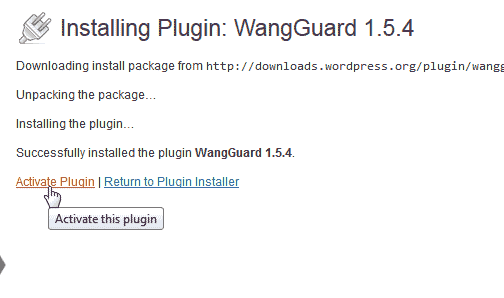 Installing Plugin: WangGuard 1.5.4
Downloading install package from http://downloads.wordpress.org/plugin/wangg
Unpacking the package…
Installing the plugin…
Successfully installed the plugin WangGuard 1.5.4.
Activate Plugin | Return to Plugin Installer
Activate this plugin